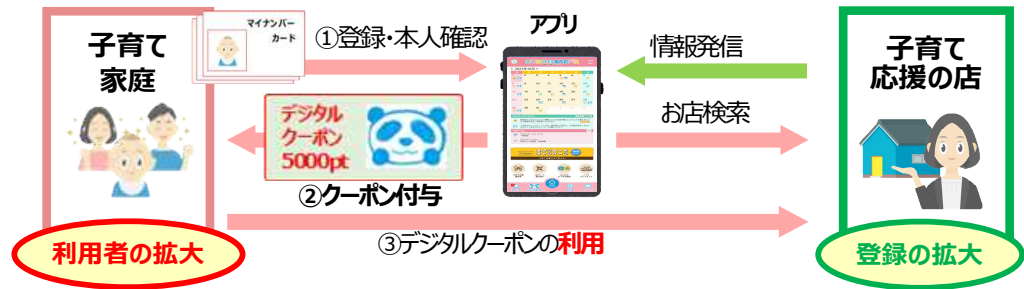 子育て
家庭
マイナンバー
カード
①登録・本人確認
アプリ
情報発信
子育て
応援の店
デジタル
クーポン
5000pt
お店検索
②クーポン付与
③デジタルクーポンの利用
利用者の拡大
登録の拡大